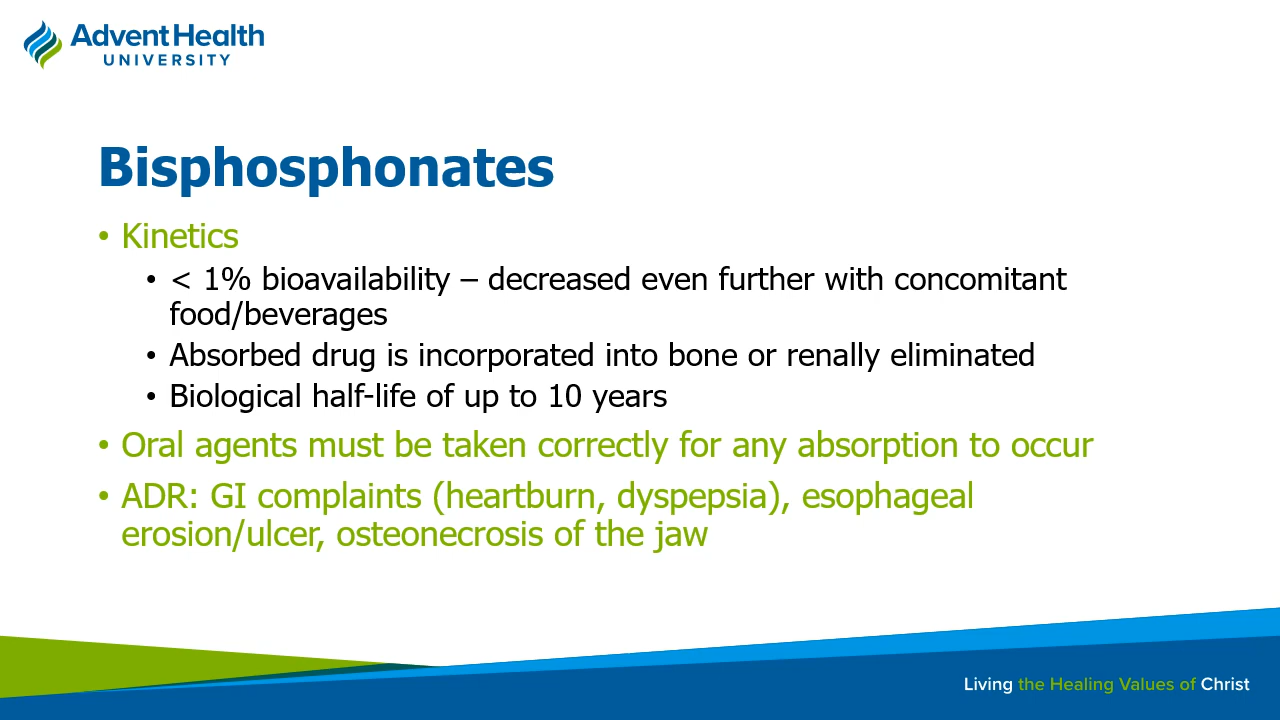 AdventHealth
UNIVERSITY
Bisphosphonates
• Kinetics
• < 1% bioavailability – decreased even further with concomitant
food/beverages
• Absorbed drug is incorporated into bone or renally eliminated
• Biological half-life of up to 10 years
• Oral agents must be taken correctly for any absorption to occur
• ADR: GI complaints (heartburn, dyspepsia), esophageal
erosion/ulcer, osteonecrosis of the jaw
Living the Healing Values of Christ